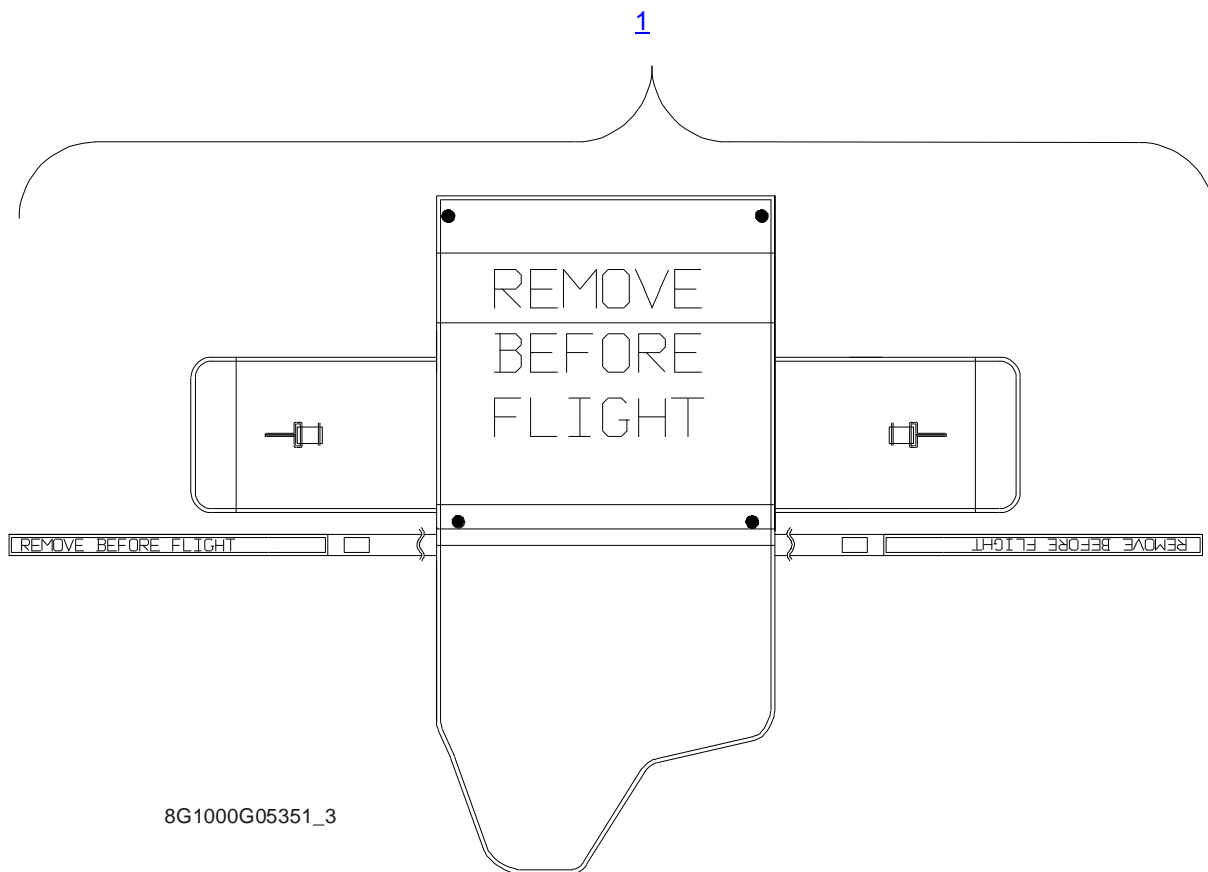 1
REMOVE
BEFORE
FLIGHT
REMOVE BEFORE FLIGHT
REMOVE BEFORE FLIGHT
8G1000G05351_3